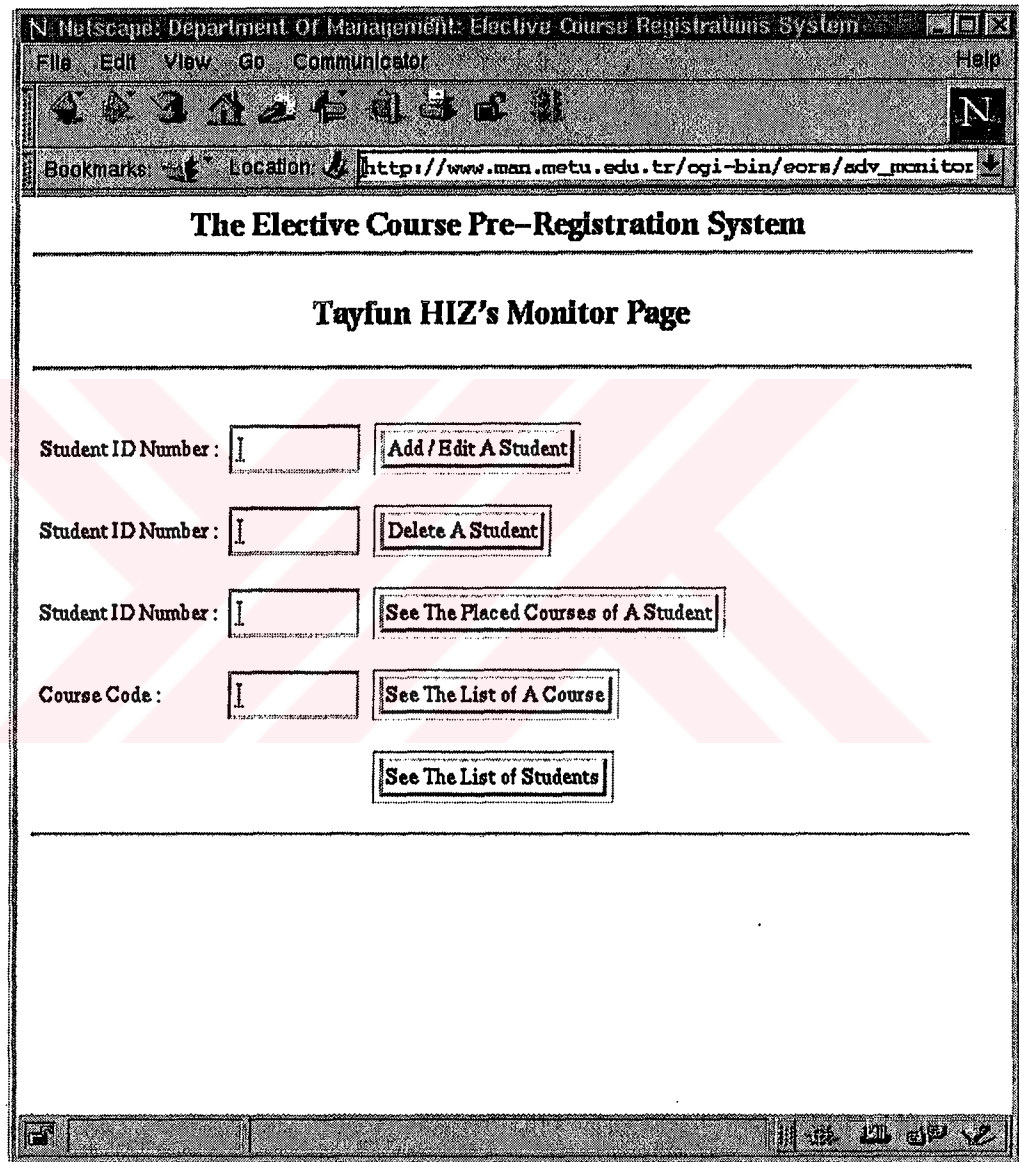 N Netscape: Department Of Management: Elective Course Registrations System
File Edit View Go Communicator Help
N
Bookmarks: Location: http://www.man.metu.edu.tr/cgi-bin/eors/adv_monitor
The Elective Course Pre-Registration System
Tayfun HIZ's Monitor Page
Student ID Number : Add / Edit A Student
Student ID Number : Delete A Student
Student ID Number : See The Placed Courses of A Student
Course Code : See The List of A Course
See The List of Students